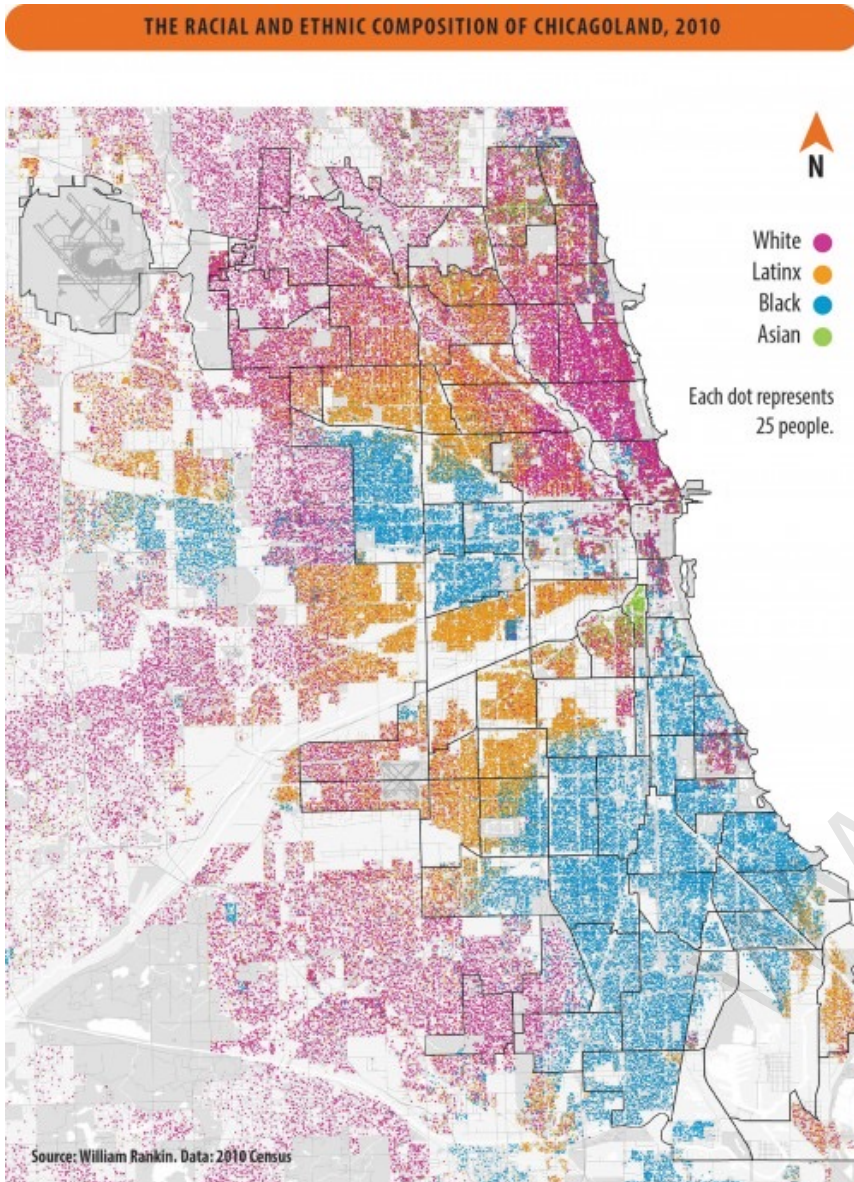 THE RACIAL AND ETHNIC COMPOSITION OF CHICAGOLAND, 2010
N
White
Latinx
Black
Asian
Each dot represents
25 people.
Source: William Rankin. Data: 2010 Census